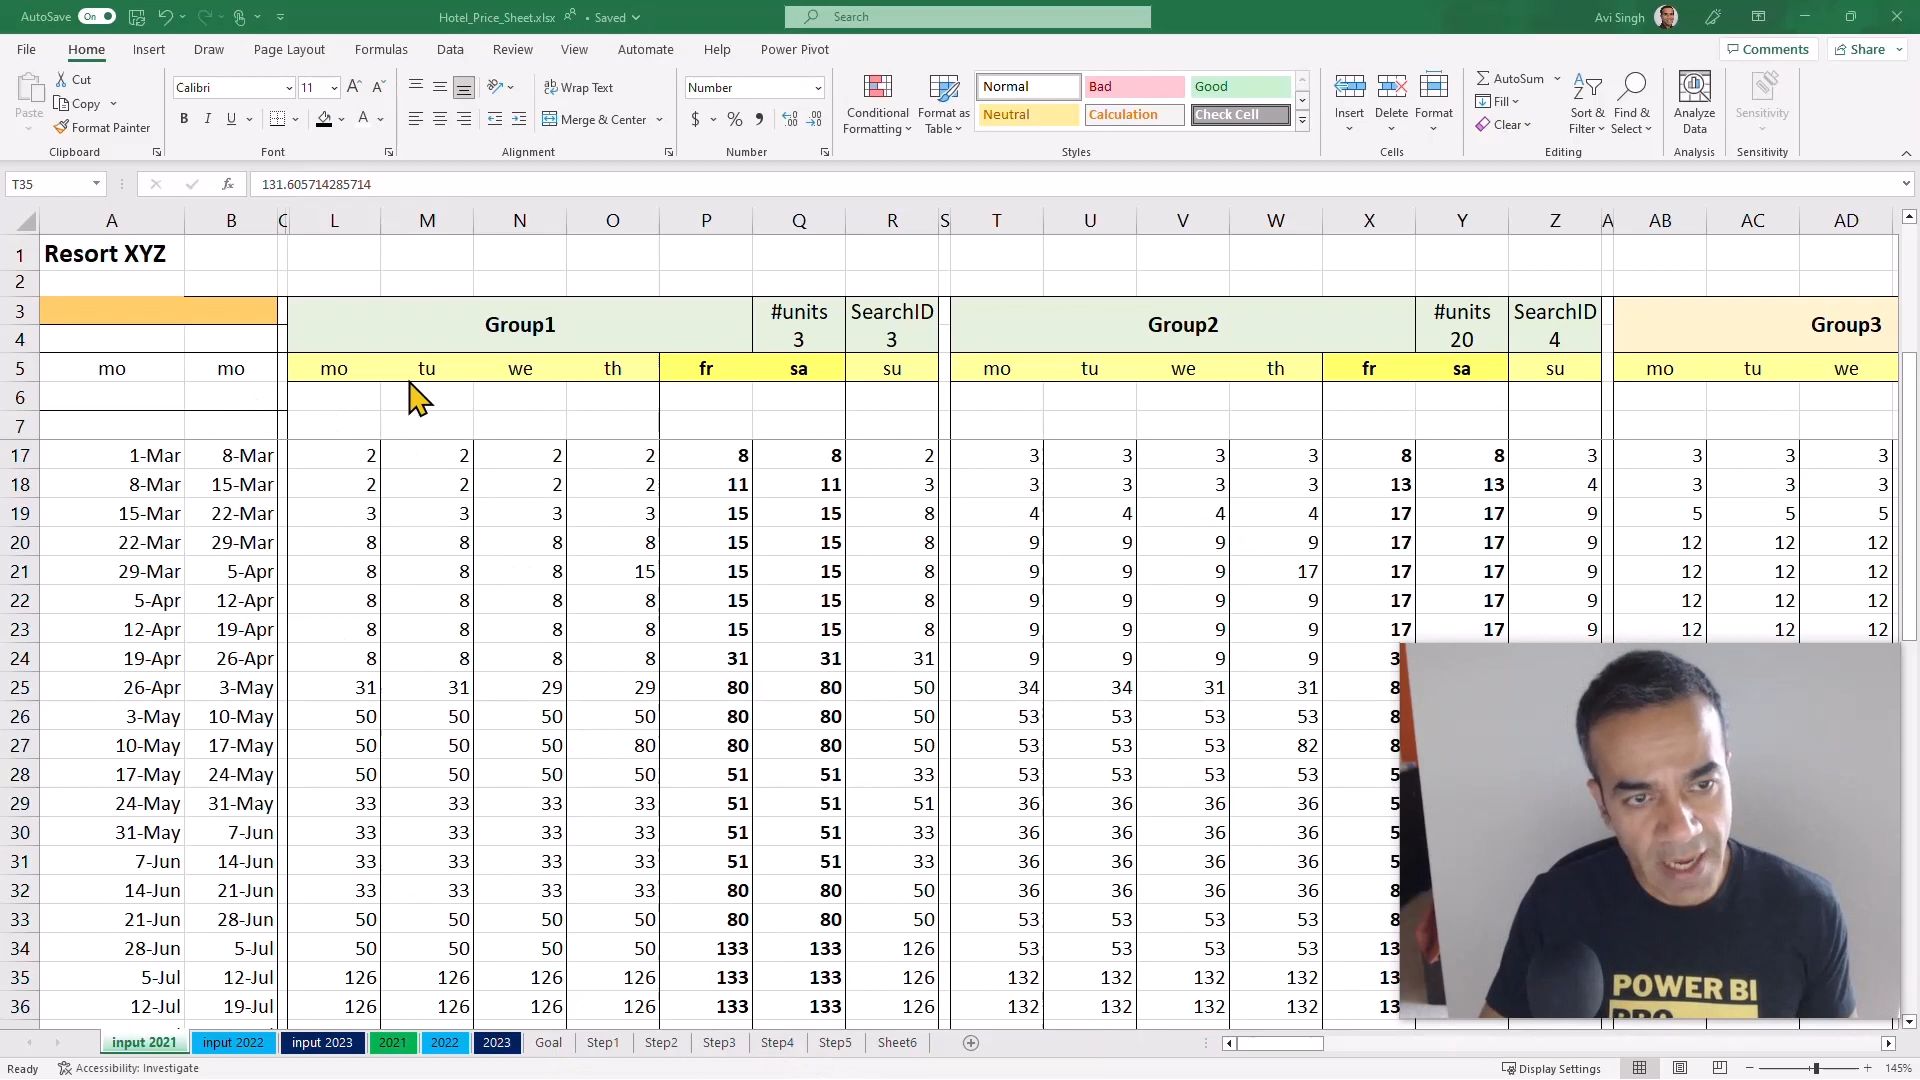 AutoSave On Hotel_Price_Sheet.xlsx • Saved Search Avi Singh
File Home Insert Draw Page Layout Formulas Data Review View Automate Help Power Pivot Comments Share
Paste Cut Copy Format Painter Clipboard
Calibri 11 B I U A Font
Wrap Text Merge & Center Alignment
Number $ % Number
Conditional Formatting Format as Table Normal Bad Good Neutral Calculation Check Cell Styles
Insert Delete Format Cells
AutoSum Fill Clear Sort & Filter Find & Select Editing
Analyze Data Analysis Sensitivity Sensitivity
T35 fx 131.605714285714
A B C L M N O P Q R S T U V W X Y Z A AB AC AD
1 Resort XYZ
2
3 Group1 #units SearchID Group2 #units SearchID Group3
4 3 3 20 4
5 mo mo mo tu we th fr sa su mo tu we th fr sa su mo tu we
6
7
17 1-Mar 8-Mar 2 2 2 2 8 8 2 3 3 3 3 8 8 3 3 3 3
18 8-Mar 15-Mar 2 2 2 2 11 11 3 3 3 3 3 13 13 4 3 3 3
19 15-Mar 22-Mar 3 3 3 3 15 15 8 4 4 4 4 17 17 9 5 5 5
20 22-Mar 29-Mar 8 8 8 8 15 15 8 9 9 9 9 17 17 9 12 12 12
21 29-Mar 5-Apr 8 8 8 15 15 15 8 9 9 9 17 17 17 9 12 12 12
22 5-Apr 12-Apr 8 8 8 8 15 15 8 9 9 9 9 17 17 9 12 12 12
23 12-Apr 19-Apr 8 8 8 8 15 15 8 9 9 9 9 17 17 9 12 12 12
24 19-Apr 26-Apr 8 8 8 8 31 31 31 9 9 9 9 3
25 26-Apr 3-May 31 31 29 29 80 80 50 34 34 31 31 8
26 3-May 10-May 50 50 50 50 80 80 50 53 53 53 53 8
27 10-May 17-May 50 50 50 80 80 80 50 53 53 53 82 8
28 17-May 24-May 50 50 50 50 51 51 33 53 53 53 53 5
29 24-May 31-May 33 33 33 33 51 51 51 36 36 36 36 5
30 31-May 7-Jun 33 33 33 33 51 51 33 36 36 36 36 5
31 7-Jun 14-Jun 33 33 33 33 51 51 33 36 36 36 36 5
32 14-Jun 21-Jun 33 33 33 33 80 80 50 36 36 36 36 8
33 21-Jun 28-Jun 50 50 50 50 80 80 50 53 53 53 53 8
34 28-Jun 5-Jul 50 50 50 50 133 133 126 53 53 53 53 13
35 5-Jul 12-Jul 126 126 126 126 133 133 126 132 132 132 132 13
36 12-Jul 19-Jul 126 126 126 126 133 133 126 132 132 132 132 13
POWER BI
PRO
input 2021 input 2022 input 2023 2021 2022 2023 Goal Step1 Step2 Step3 Step4 Step5 Sheet6
Ready Accessibility: Investigate Display Settings 145%